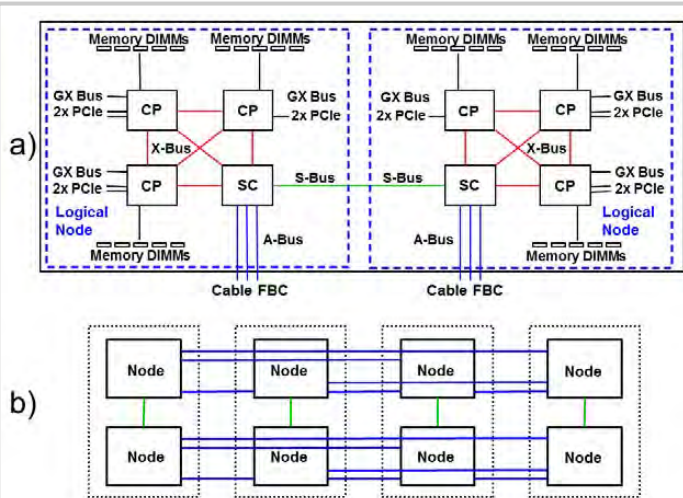 Memory DIMMs Memory DIMMs Memory DIMMs Memory DIMMs
GX Bus GX Bus GX Bus GX Bus
2x PCIe CP CP 2x PCIe 2x PCIe CP CP 2x PCIe
a)
X-Bus X-Bus
GX Bus S-Bus S-Bus GX Bus
2x PCIe CP SC SC CP 2x PCIe
Logical Logical
Node A-Bus A-Bus Node
Memory DIMMs Memory DIMMs
Cable FBC Cable FBC
Node Node Node Node
b)
Node Node Node Node